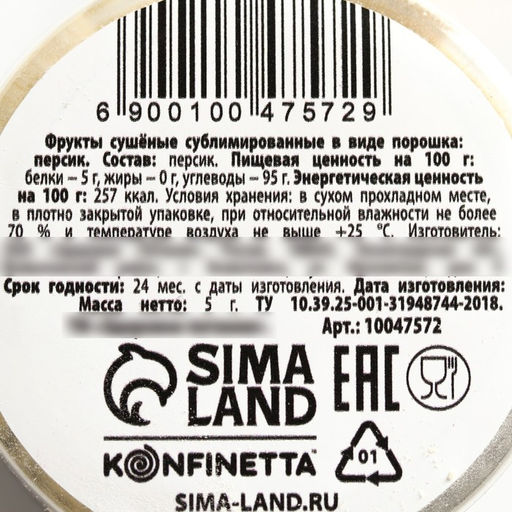 6 900100 475729
Фрукты сушёные сублимированные в виде порошка:
персик. Состав: персик. Пищевая ценность на 100 г:
белки – 5 г, жиры – 0 г, углеводы – 95 г. Энергетическая ценность
на 100 г: 257 ккал. Условия хранения: в сухом прохладном месте,
в плотно закрытой упаковке, при относительной влажности не более
70 % и температуре воздуха не выше +25 °C. Изготовитель:
Срок годности: 24 мес. с даты изготовления. Дата изготовления:
Масса нетто: 5 г. ТУ 10.39.25-001-31948744-2018.
Арт.: 10047572
SIMA
LAND
EAC
KONFINETTA
01
SIMA-LAND.RU